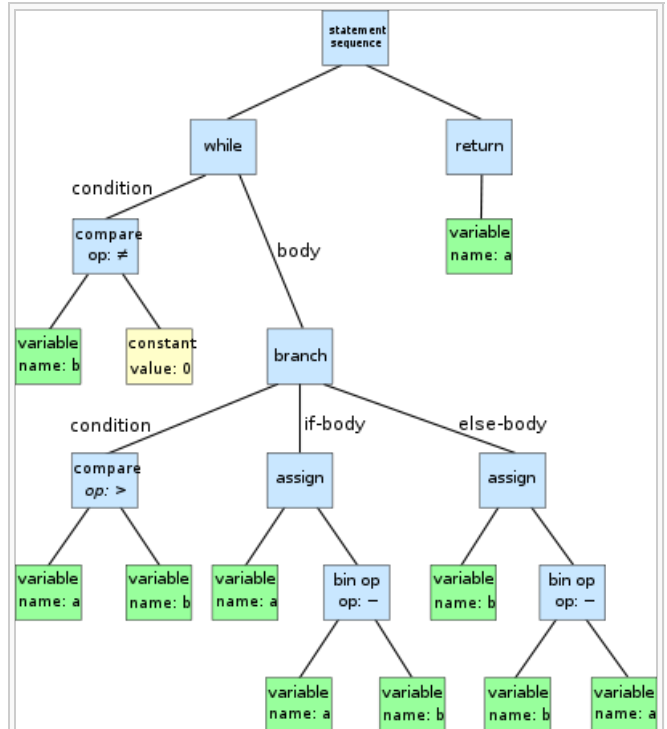 statement
sequence
while
return
condition
compare
op: ≠
body
variable
name: a
variable
name: b
constant
value: 0
branch
condition
if-body
else-body
compare
op: >
assign
assign
variable
name: a
variable
name: b
variable
name: a
bin op
op: −
variable
name: b
bin op
op: −
variable
name: a
variable
name: b
variable
name: b
variable
name: a